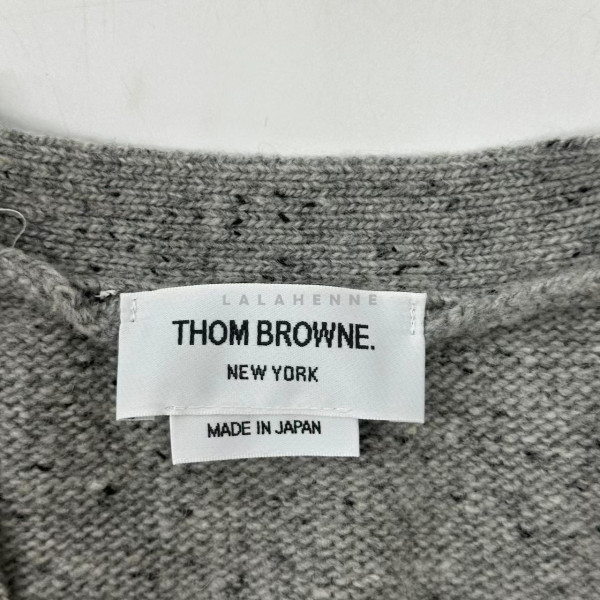 LALAHENNE
THOM BROWNE.
NEW YORK
MADE IN JAPAN